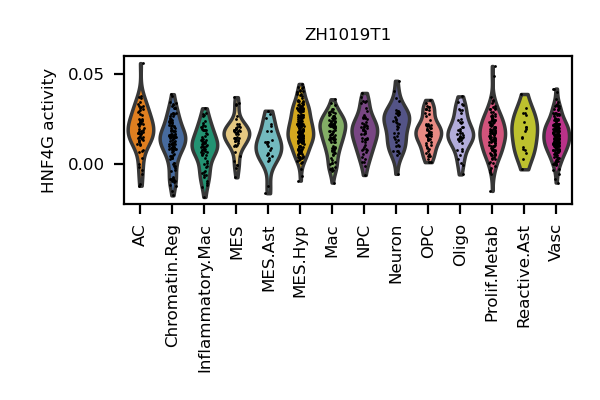 ZH1019T1
HNF4G activity
0.05
0.00
AC
Chromatin.Reg
Inflammatory.Mac
MES
MES.Ast
MES.Hyp
Mac
NPC
Neuron
OPC
Oligo
Prolif.Metab
Reactive.Ast
Vasc